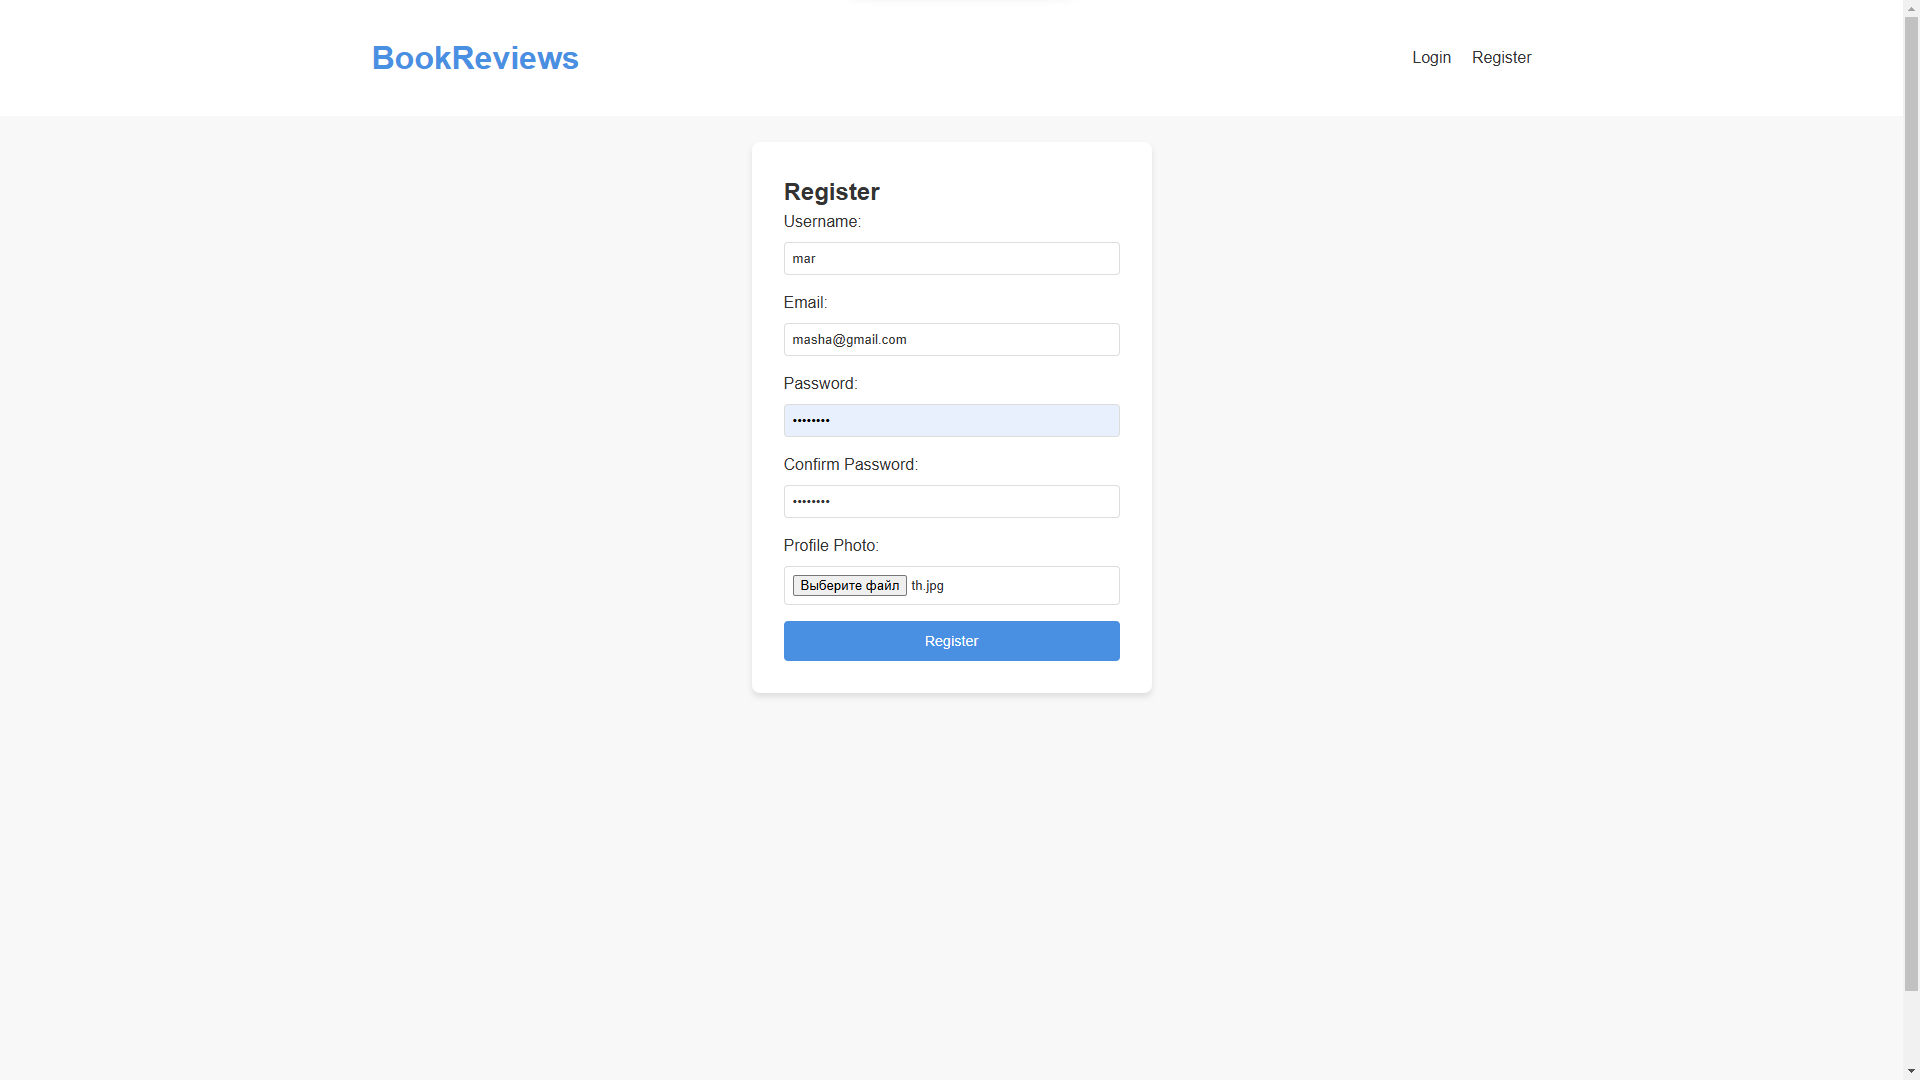 BookReviews
Login Register
Register
Username:
mar
Email:
masha@gmail.com
Password:
••••••••
Confirm Password:
••••••••
Profile Photo:
Выберите файл th.jpg
Register